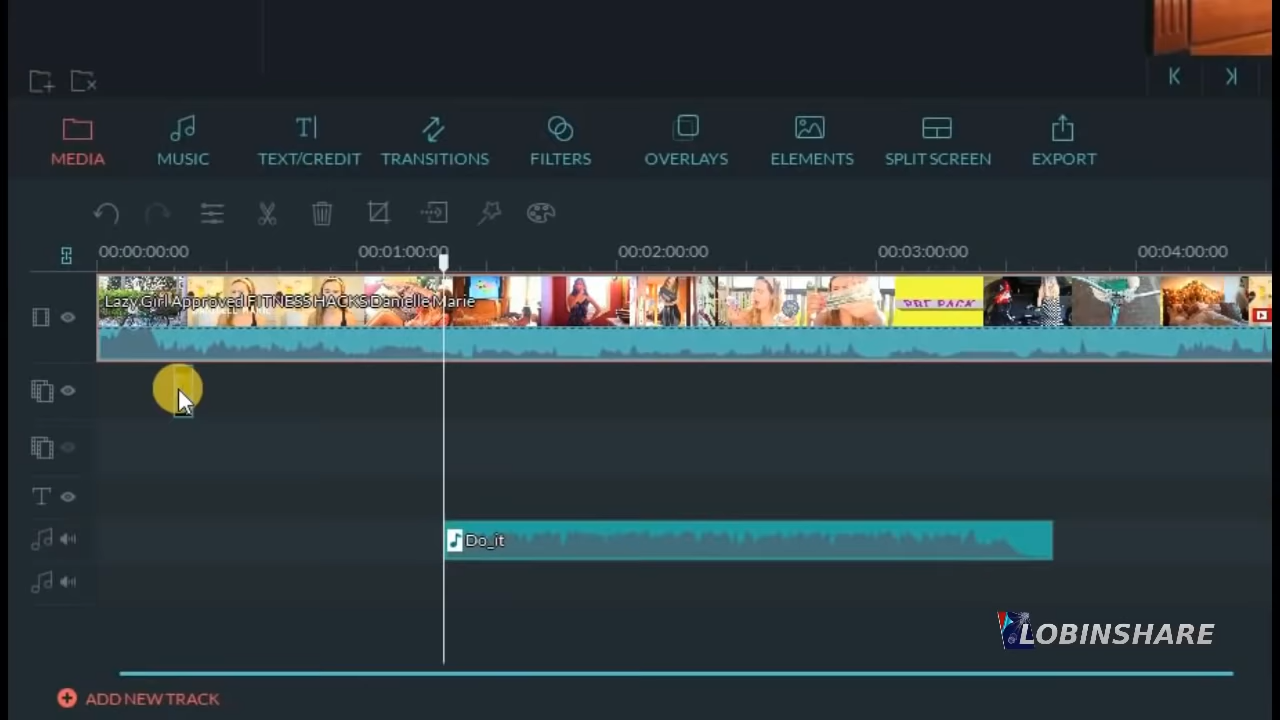 MEDIA
MUSIC
TEXT/CREDIT
TRANSITIONS
FILTERS
OVERLAYS
ELEMENTS
SPLIT SCREEN
EXPORT
00:00:00:00
00:01:00:00
00:02:00:00
00:03:00:00
00:04:00:00
Lazy Girl Approved FITNESS HACKS Danielle Marie
Do_it
LOBINSHARE
ADD NEW TRACK